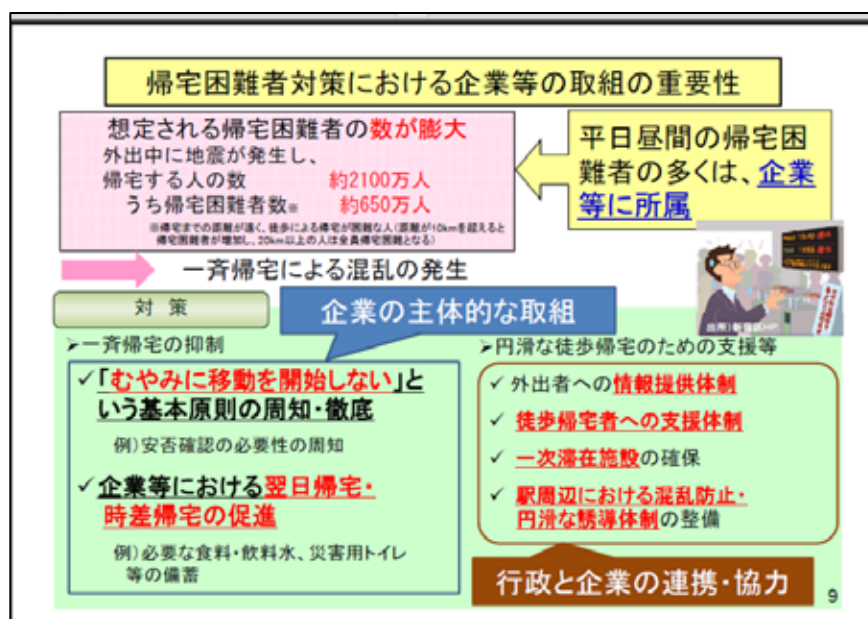 帰宅困難者対策における企業等の取組の重要性
想定される帰宅困難者の数が膨大
外出中に地震が発生し、
帰宅する人の数 約2100万人
うち帰宅困難者数※ 約650万人
※帰宅までの距離が遠く、徒歩による帰宅が困難な人(距離が10kmを超えると
帰宅困難者が増加し、20km以上の人は全員帰宅困難となる)
平日昼間の帰宅困
難者の多くは、企業
等に所属
一斉帰宅による混乱の発生
出所)新宿区HP
対 策
企業の主体的な取組
➢一斉帰宅の抑制
✓「むやみに移動を開始しない」と
いう基本原則の周知・徹底
例)安否確認の必要性の周知
✓企業等における翌日帰宅・
時差帰宅の促進
例)必要な食料・飲料水、災害用トイレ
等の備蓄
➢円滑な徒歩帰宅のための支援等
✓外出者への情報提供体制
✓徒歩帰宅者への支援体制
✓一次滞在施設の確保
✓駅周辺における混乱防止・
円滑な誘導体制の整備
行政と企業の連携・協力
9